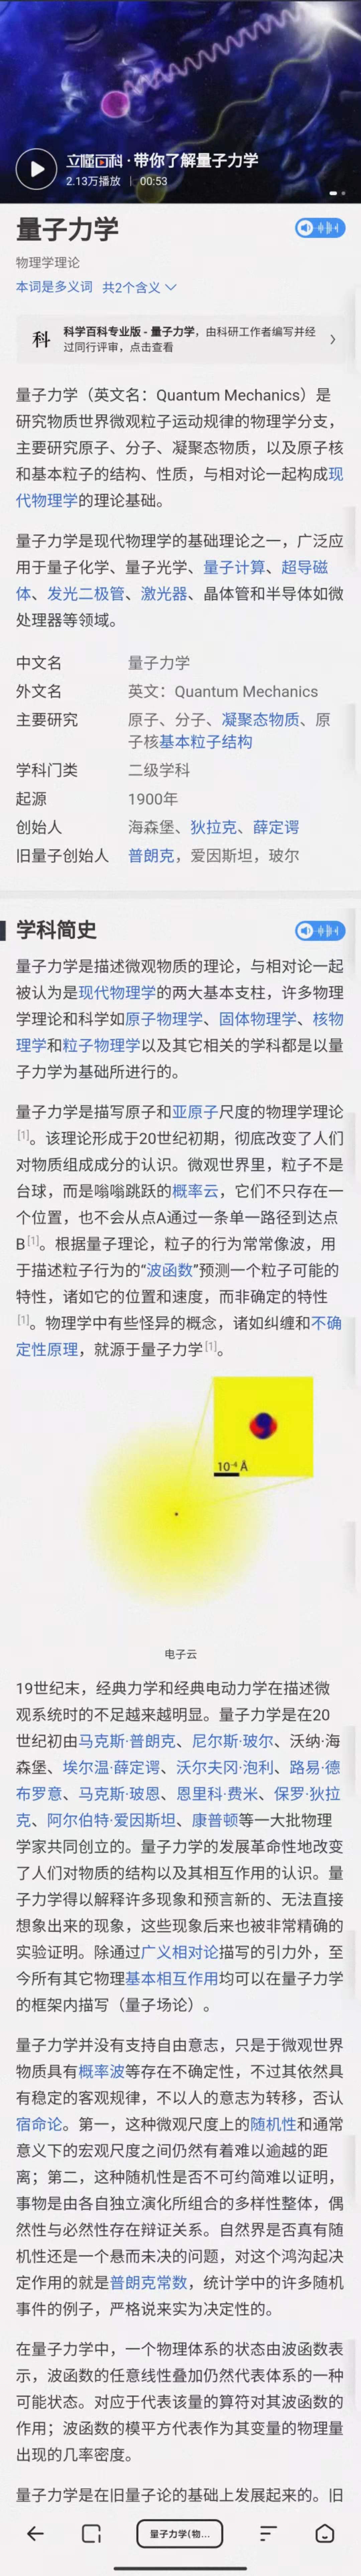 立懂百科·带你了解量子力学
2.13万播放 | 00:53
量子力学
物理学理论
本词是多义词 共2个含义
科 科学百科专业版 - 量子力学，由科研工作者编写并经
过同行评审，点击查看
量子力学（英文名：Quantum Mechanics）是
研究物质世界微观粒子运动规律的物理学分支，
主要研究原子、分子、凝聚态物质，以及原子核
和基本粒子的结构、性质，与相对论一起构成现
代物理学的理论基础。
量子力学是现代物理学的基础理论之一，广泛应
用于量子化学、量子光学、量子计算、超导磁
体、发光二极管、激光器、晶体管和半导体如微
处理器等领域。
中文名 量子力学
外文名 英文：Quantum Mechanics
主要研究 原子、分子、凝聚态物质、原
子核基本粒子结构
学科门类 二级学科
起源 1900年
创始人 海森堡、狄拉克、薛定谔
旧量子创始人 普朗克，爱因斯坦，玻尔
学科简史
量子力学是描述微观物质的理论，与相对论一起
被认为是现代物理学的两大基本支柱，许多物理
学理论和科学如原子物理学、固体物理学、核物
理学和粒子物理学以及其它相关的学科都是以量
子力学为基础所进行的。
量子力学是描写原子和亚原子尺度的物理学理论
[1]。该理论形成于20世纪初期，彻底改变了人们
对物质组成成分的认识。微观世界里，粒子不是
台球，而是嗡嗡跳跃的概率云，它们不只存在一
个位置，也不会从点A通过一条单一路径到达点
B[1]。根据量子理论，粒子的行为常常像波，用
于描述粒子行为的“波函数”预测一个粒子可能的
特性，诸如它的位置和速度，而非确定的特性
[1]。物理学中有些怪异的概念，诸如纠缠和不确
定性原理，就源于量子力学[1]。
10⁻⁴ Å
电子云
19世纪末，经典力学和经典电动力学在描述微
观系统时的不足越来越明显。量子力学是在20
世纪初由马克斯·普朗克、尼尔斯·玻尔、沃纳·海
森堡、埃尔温·薛定谔、沃尔夫冈·泡利、路易·德
布罗意、马克斯·玻恩、恩里科·费米、保罗·狄拉
克、阿尔伯特·爱因斯坦、康普顿等一大批物理
学家共同创立的。量子力学的发展革命性地改变
了人们对物质的结构以及其相互作用的认识。量
子力学得以解释许多现象和预言新的、无法直接
想象出来的现象，这些现象后来也被非常精确的
实验证明。除通过广义相对论描写的引力外，至
今所有其它物理基本相互作用均可以在量子力学
的框架内描写（量子场论）。
量子力学并没有支持自由意志，只是于微观世界
物质具有概率波等存在不确定性，不过其依然具
有稳定的客观规律，不以人的意志为转移，否认
宿命论。第一，这种微观尺度上的随机性和通常
意义下的宏观尺度之间仍然有着难以逾越的距
离；第二，这种随机性是否不可约简难以证明，
事物是由各自独立演化所组合的多样性整体，偶
然性与必然性存在辩证关系。自然界是否真有随
机性还是一个悬而未决的问题，对这个鸿沟起决
定作用的就是普朗克常数，统计学中的许多随机
事件的例子，严格说来实为决定性的。
在量子力学中，一个物理体系的状态由波函数表
示，波函数的任意线性叠加仍然代表体系的一种
可能状态。对应于代表该量的算符对其波函数的
作用；波函数的模平方代表作为其变量的物理量
出现的几率密度。
量子力学是在旧量子论的基础上发展起来的。旧
量子力学(物...